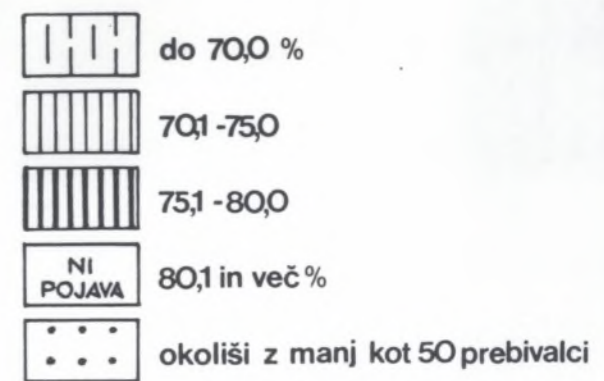 do 70,0 %
70,1-75,0
75,1-80,0
NI
POJAVA
80,1 in več %
okoliši z manj kot 50 prebivalci